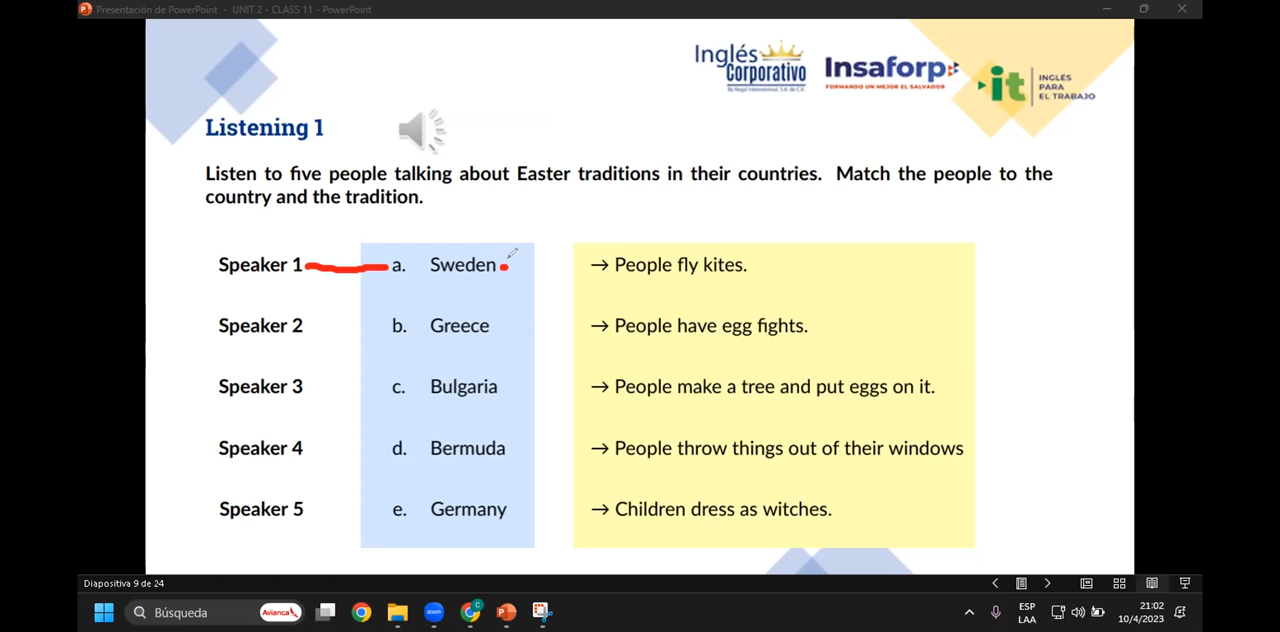 Presentación de PowerPoint - UNIT 2 - CLASS 11 - PowerPoint
Inglés Corporativo
Insaforp
FORMANDO UN MEJOR EL SALVADOR
it
INGLÉS
PARA
EL TRABAJO
Listening 1
Listen to five people talking about Easter traditions in their countries. Match the people to the
country and the tradition.
Speaker 1 a. Sweden → People fly kites.
Speaker 2 b. Greece → People have egg fights.
Speaker 3 c. Bulgaria → People make a tree and put eggs on it.
Speaker 4 d. Bermuda → People throw things out of their windows
Speaker 5 e. Germany → Children dress as witches.
Diapositiva 9 de 24
Búsqueda
Avianca
zoom
ESP
LAA
21:02
10/4/2023